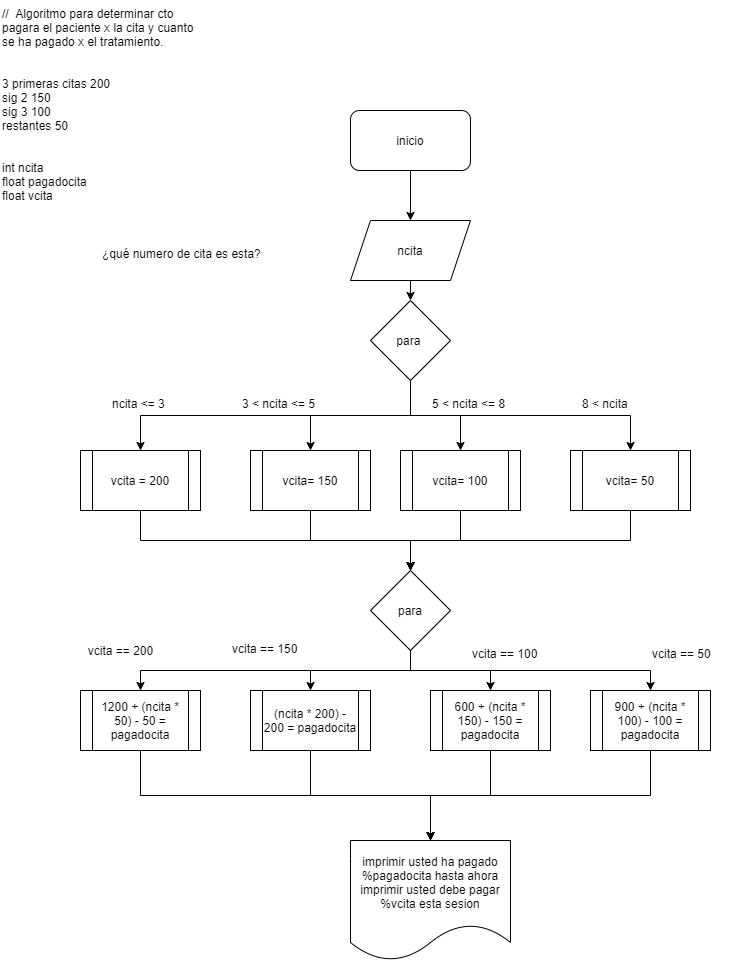 //  Algoritmo para determinar cto
pagara el paciente x la cita y cuanto
se ha pagado x el tratamiento.
3 primeras citas 200
sig 2 150
sig 3 100
restantes 50
int ncita
float pagadocita
float vcita
inicio
¿qué numero de cita es esta?
ncita
para
ncita <= 3
3 < ncita <= 5
5 < ncita <= 8
8 < ncita
vcita = 200
vcita= 150
vcita= 100
vcita= 50
para
vcita == 200
vcita == 150
vcita == 100
vcita == 50
1200 + (ncita *
50) - 50 =
pagadocita
(ncita * 200) -
200 = pagadocita
600 + (ncita *
150) - 150 =
pagadocita
900 + (ncita *
100) - 100 =
pagadocita
imprimir usted ha pagado
%pagadocita hasta ahora
imprimir usted debe pagar
%vcita esta sesion